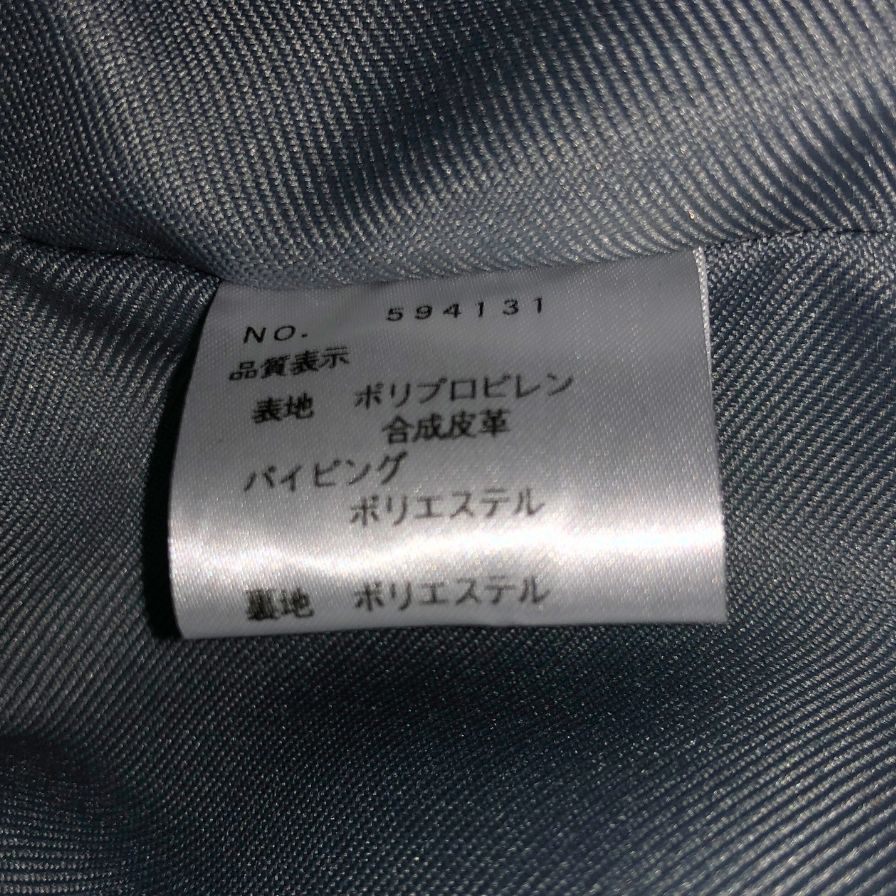 NO. 594131
品質表示
表地 ポリプロピレン
合成皮革
パイピング
ポリエステル
裏地 ポリエステル